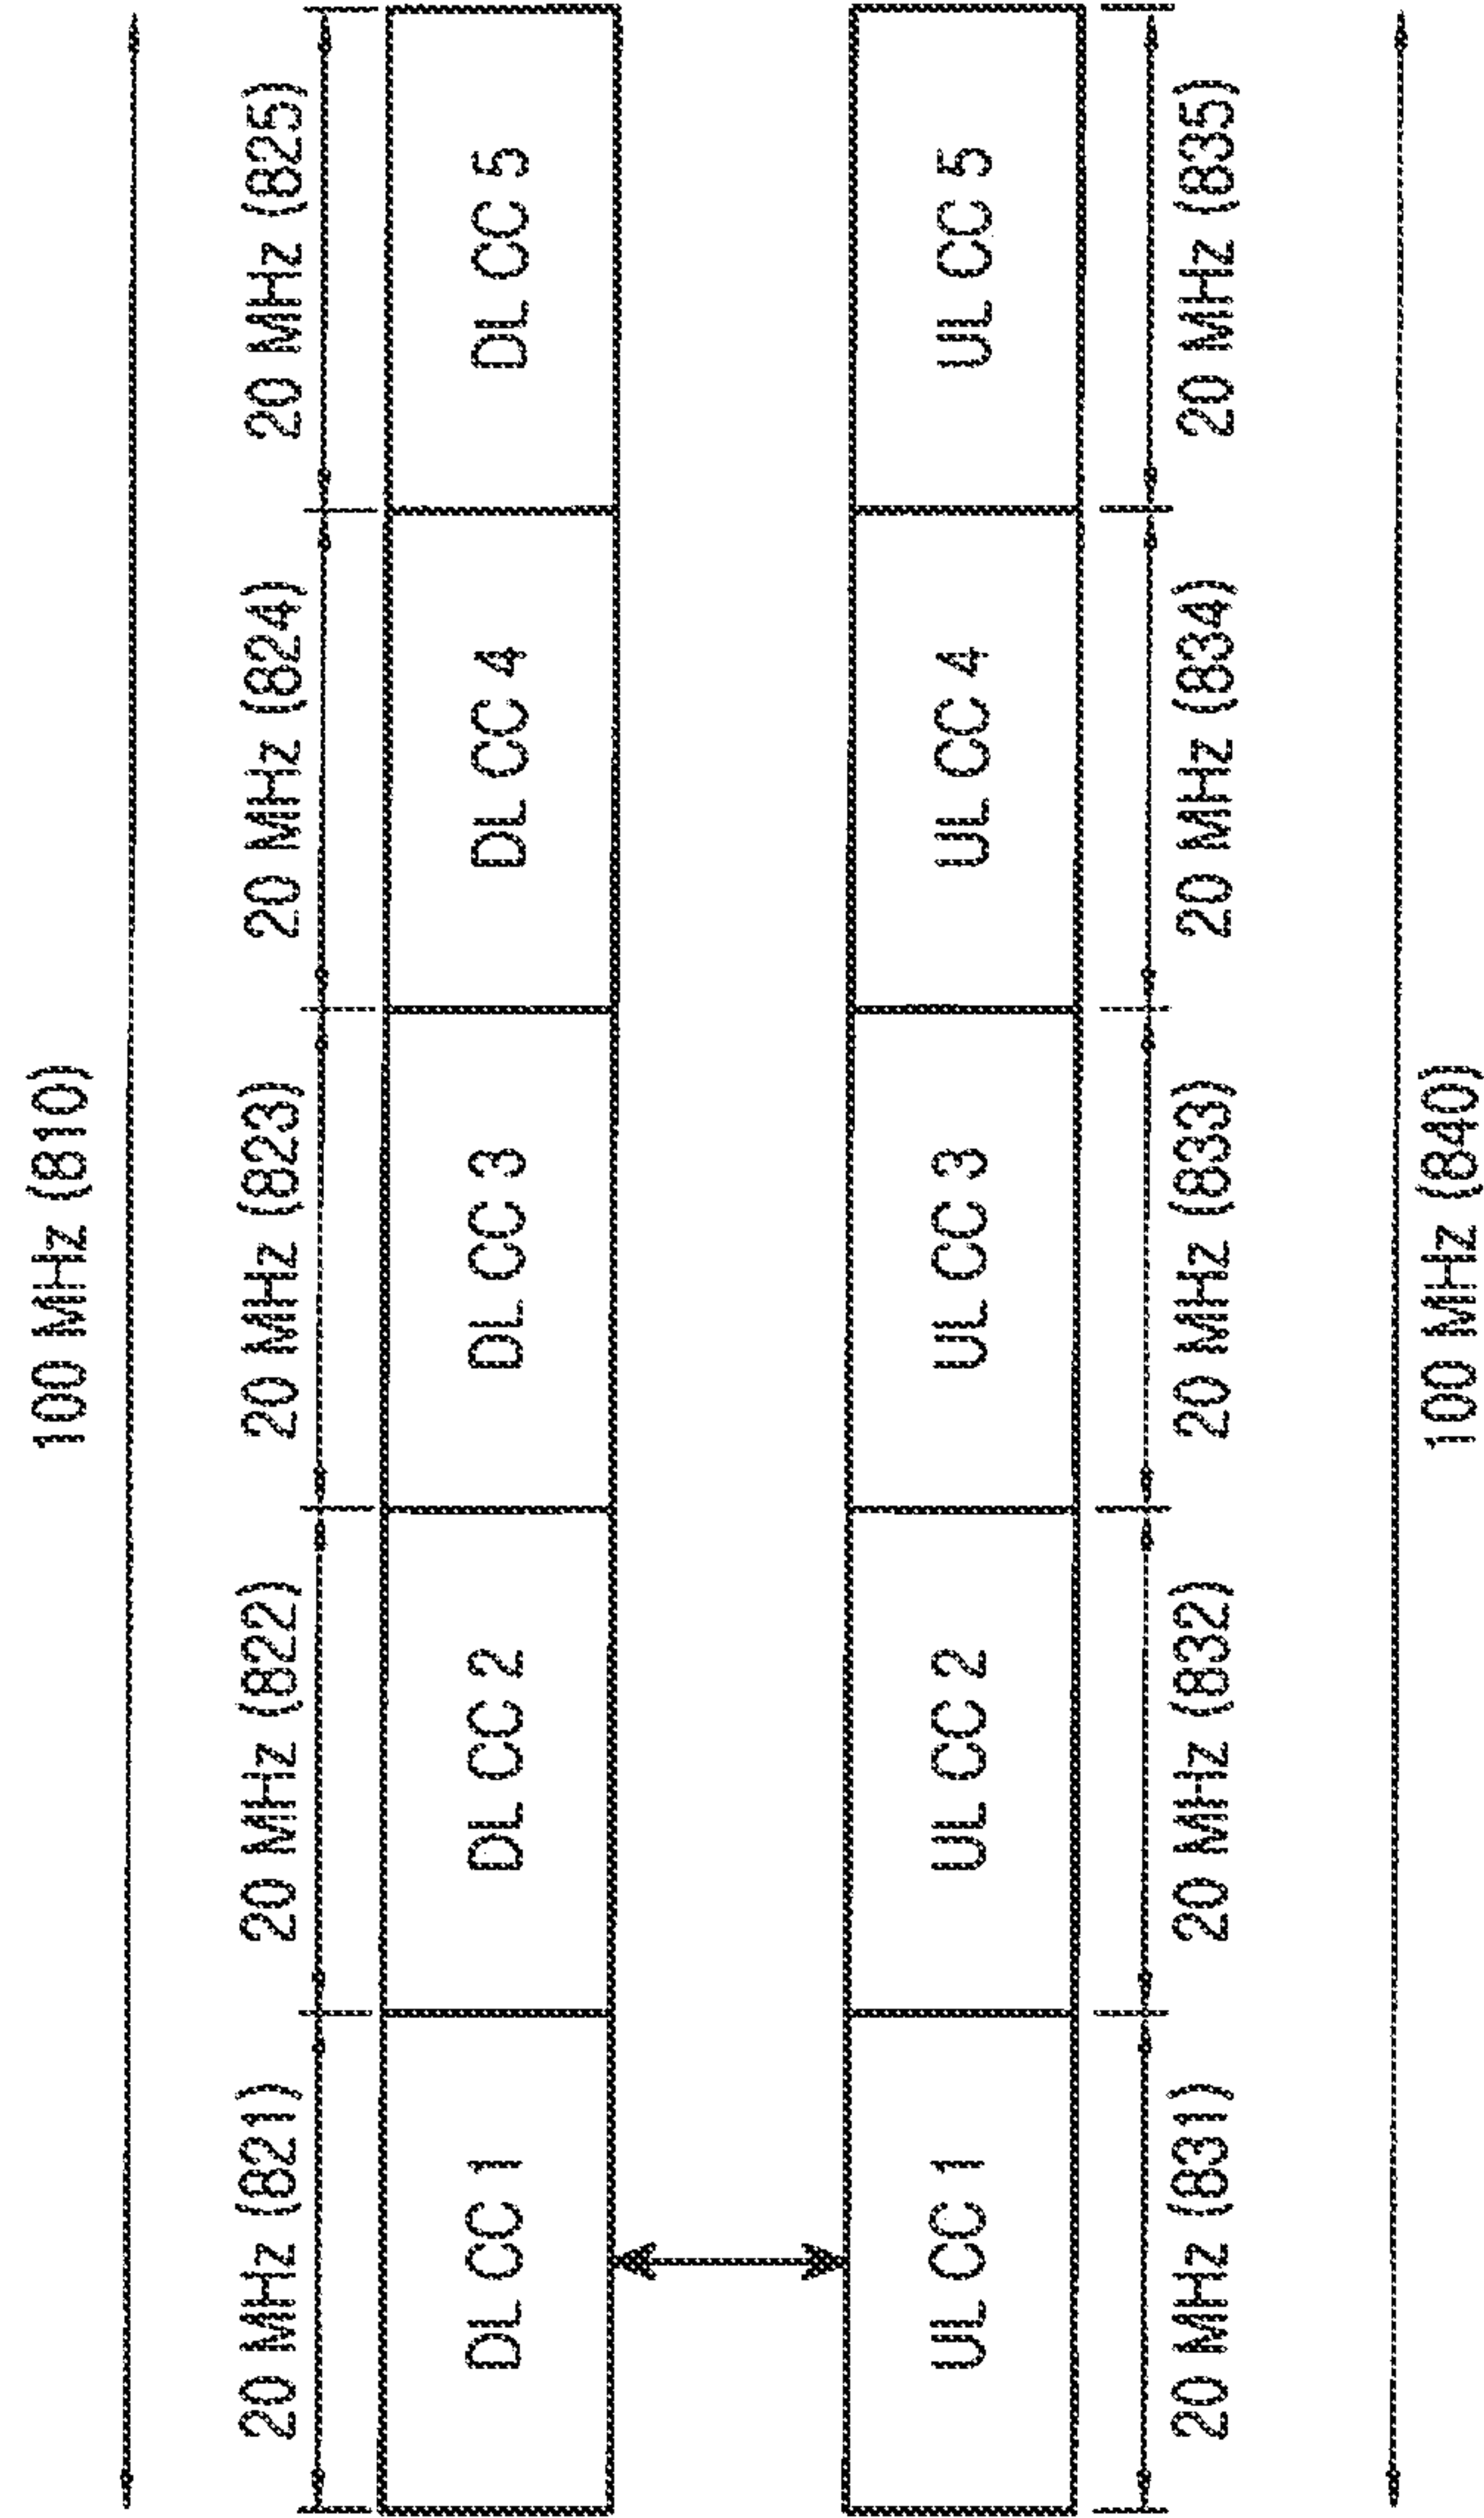 100 MHz (810)
20 MHz (821) 20 MHz (822) 20 MHz (823) 20 MHz (824) 20 MHz (825)
DL CC 1 DL CC 2 DL CC 3 DL CC 4 DL CC 5
UL CC 1 UL CC 2 UL CC 3 UL CC 4 UL CC 5
20 MHz (831) 20 MHz (832) 20 MHz (833) 20 MHz (834) 20 MHz (835)
100 MHz (840)